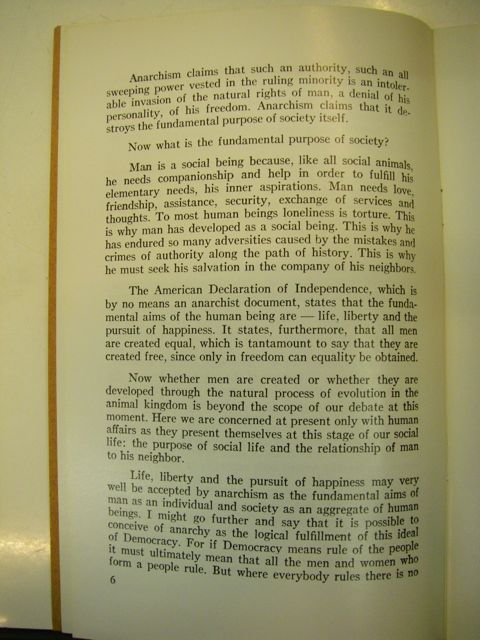 Anarchism claims that such an authority, such an all
sweeping power vested in the ruling minority is an intoler-
able invasion of the natural rights of man, a denial of his
personality, of his freedom. Anarchism claims that it de-
stroys the fundamental purpose of society itself.
Now what is the fundamental purpose of society?
Man is a social being because, like all social animals,
he needs companionship and help in order to fulfill his
elementary needs, his inner aspirations. Man needs love,
friendship, assistance, security, exchange of services and
thoughts. To most human beings loneliness is torture. This
is why man has developed as a social being. This is why he
has endured so many adversities caused by the mistakes and
crimes of authority along the path of history. This is why
he must seek his salvation in the company of his neighbors.
The American Declaration of Independence, which is
by no means an anarchist document, states that the funda-
mental aims of the human being are — life, liberty and the
pursuit of happiness. It states, furthermore, that all men
are created equal, which is tantamount to say that they are
created free, since only in freedom can equality be obtained.
Now whether men are created or whether they are
developed through the natural process of evolution in the
animal kingdom is beyond the scope of our debate at this
moment. Here we are concerned at present only with human
affairs as they present themselves at this stage of our social
life: the purpose of social life and the relationship of man
to his neighbor.
Life, liberty and the pursuit of happiness may very
well be accepted by anarchism as the fundamental aims of
man as an individual and society as an aggregate of human
beings. I might go further and say that it is possible to
conceive of anarchy as the logical fulfillment of this ideal
of Democracy. For if Democracy means rule of the people
it must ultimately mean that all the men and women who
form a people rule. But where everybody rules there is no
6